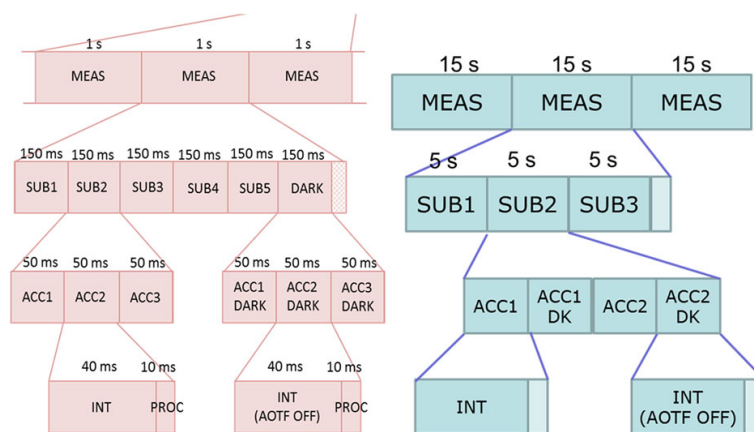 1 s 1 s 1 s
MEAS MEAS MEAS
150 ms 150 ms 150 ms 150 ms 150 ms 150 ms
SUB1 SUB2 SUB3 SUB4 SUB5 DARK
50 ms 50 ms 50 ms
ACC1 ACC2 ACC3
50 ms 50 ms 50 ms
ACC1 ACC2 ACC3
DARK DARK DARK
40 ms 10 ms
INT PROC
40 ms 10 ms
INT
(AOTF OFF) PROC
15 s 15 s 15 s
MEAS MEAS MEAS
5 s 5 s 5 s
SUB1 SUB2 SUB3
ACC1 ACC1 ACC2 ACC2
DK DK
INT
INT
(AOTF OFF)